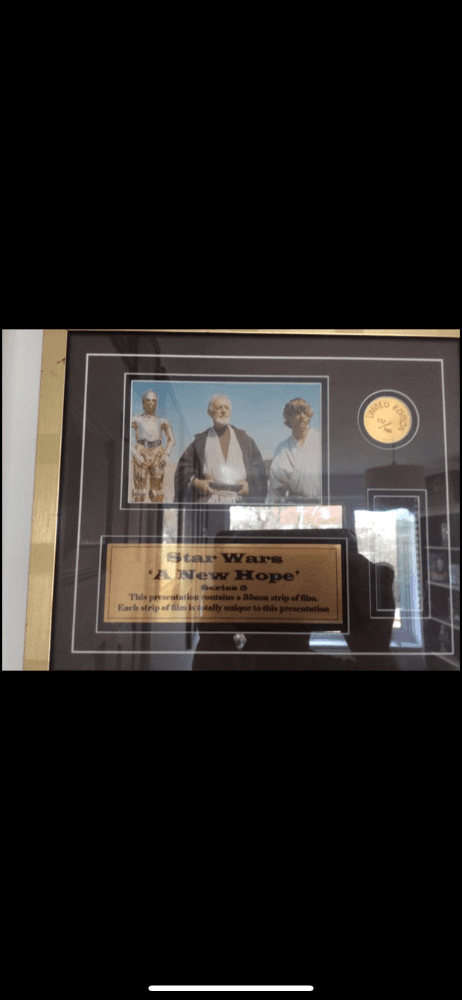 LIMITED EDITION
Star Wars
'A New Hope'
Series 5
This presentation contains a 35mm strip of film.
Each strip of film is totally unique to this presentation